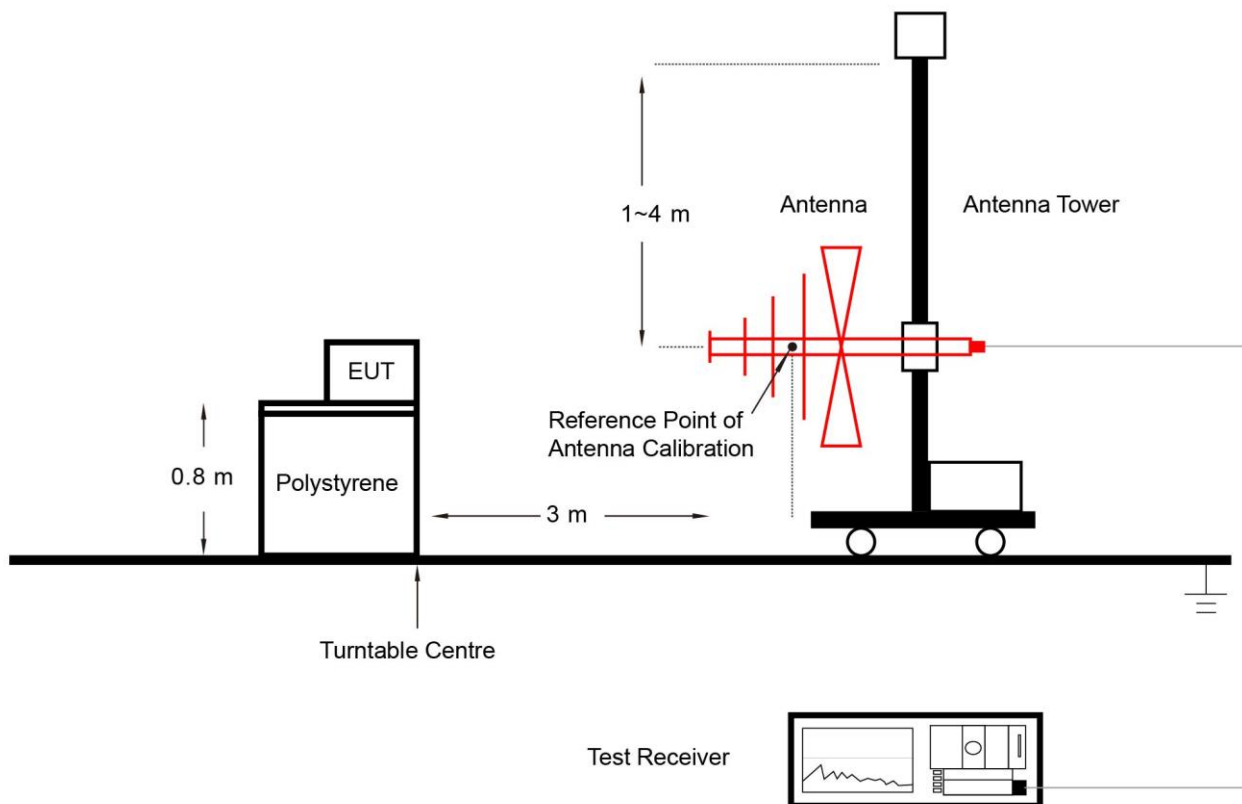 1~4 m
Antenna
Antenna Tower
EUT
Reference Point of
Antenna Calibration
0.8 m
Polystyrene
3 m
Turntable Centre
Test Receiver